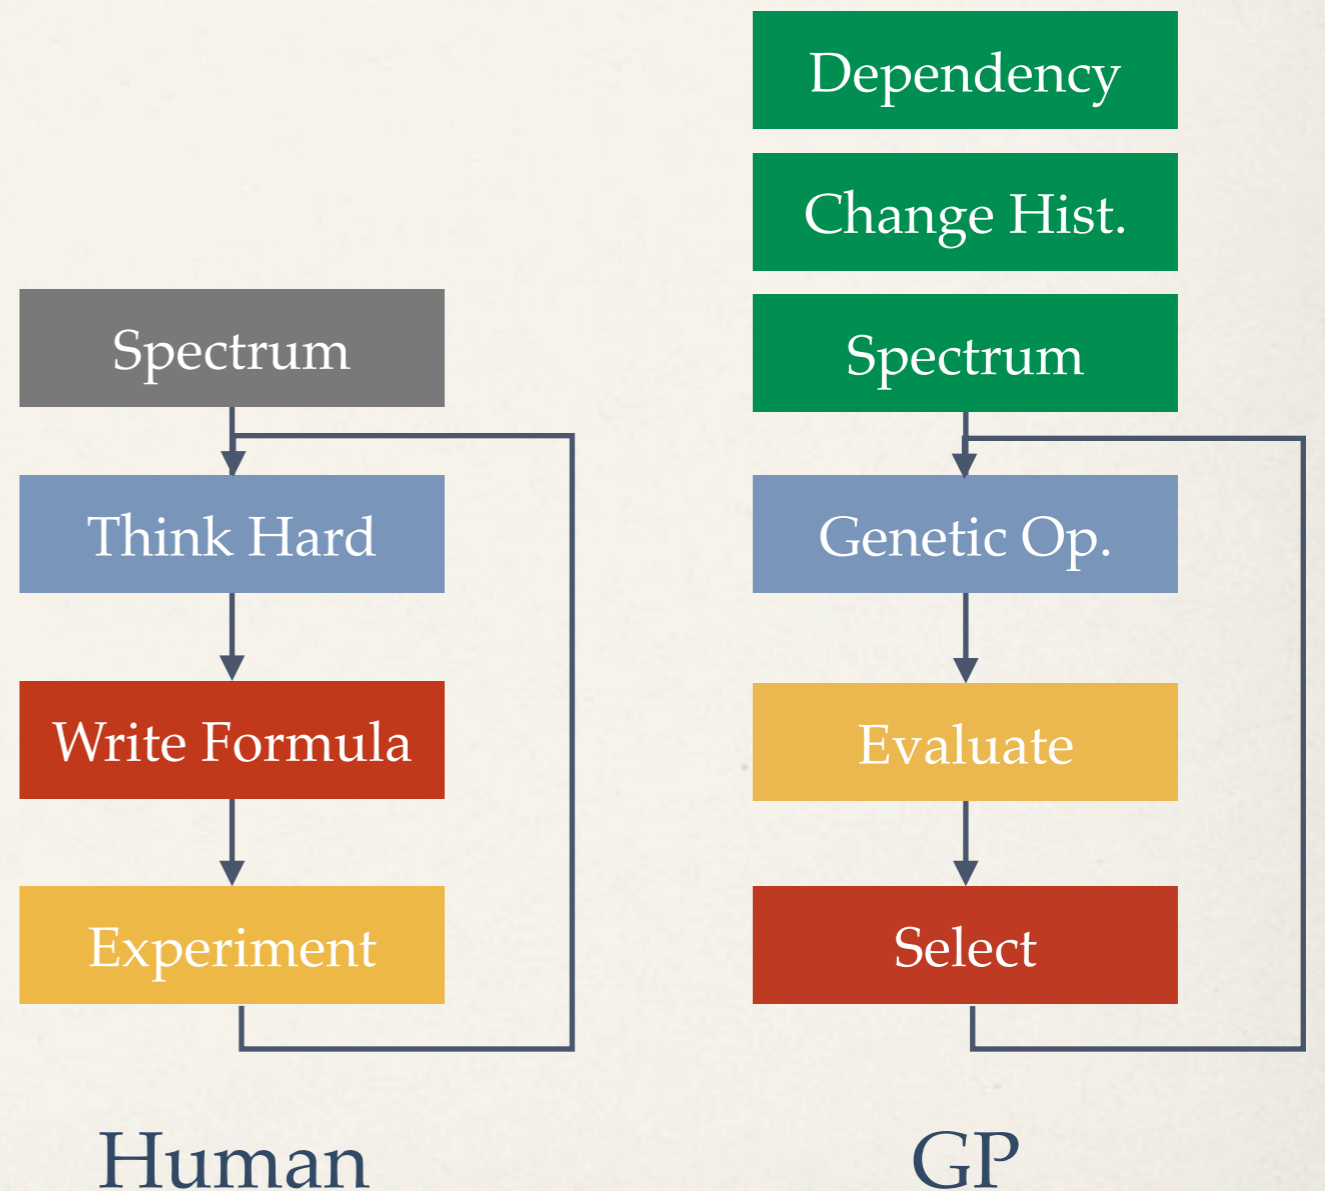 Spectrum
Think Hard
Write Formula
Experiment
Human
Dependency
Change Hist.
Spectrum
Genetic Op.
Evaluate
Select
GP